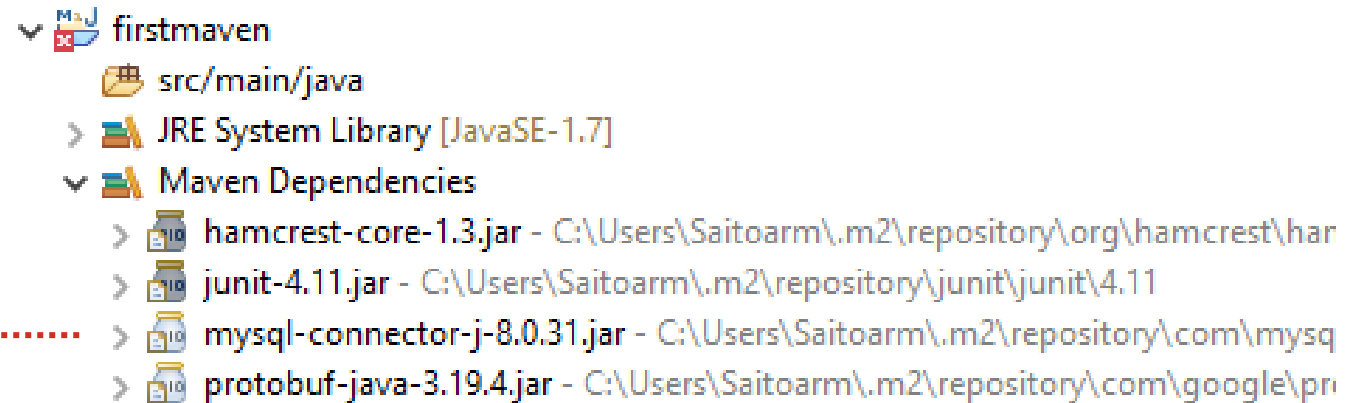 firstmaven
src/main/java
JRE System Library [JavaSE-1.7]
Maven Dependencies
hamcrest-core-1.3.jar - C:\Users\Saitoarm\.m2\repository\org\hamcrest\har
junit-4.11.jar - C:\Users\Saitoarm\.m2\repository\junit\junit\4.11
mysql-connector-j-8.0.31.jar - C:\Users\Saitoarm\.m2\repository\com\mysq
protobuf-java-3.19.4.jar - C:\Users\Saitoarm\.m2\repository\com\google\pr